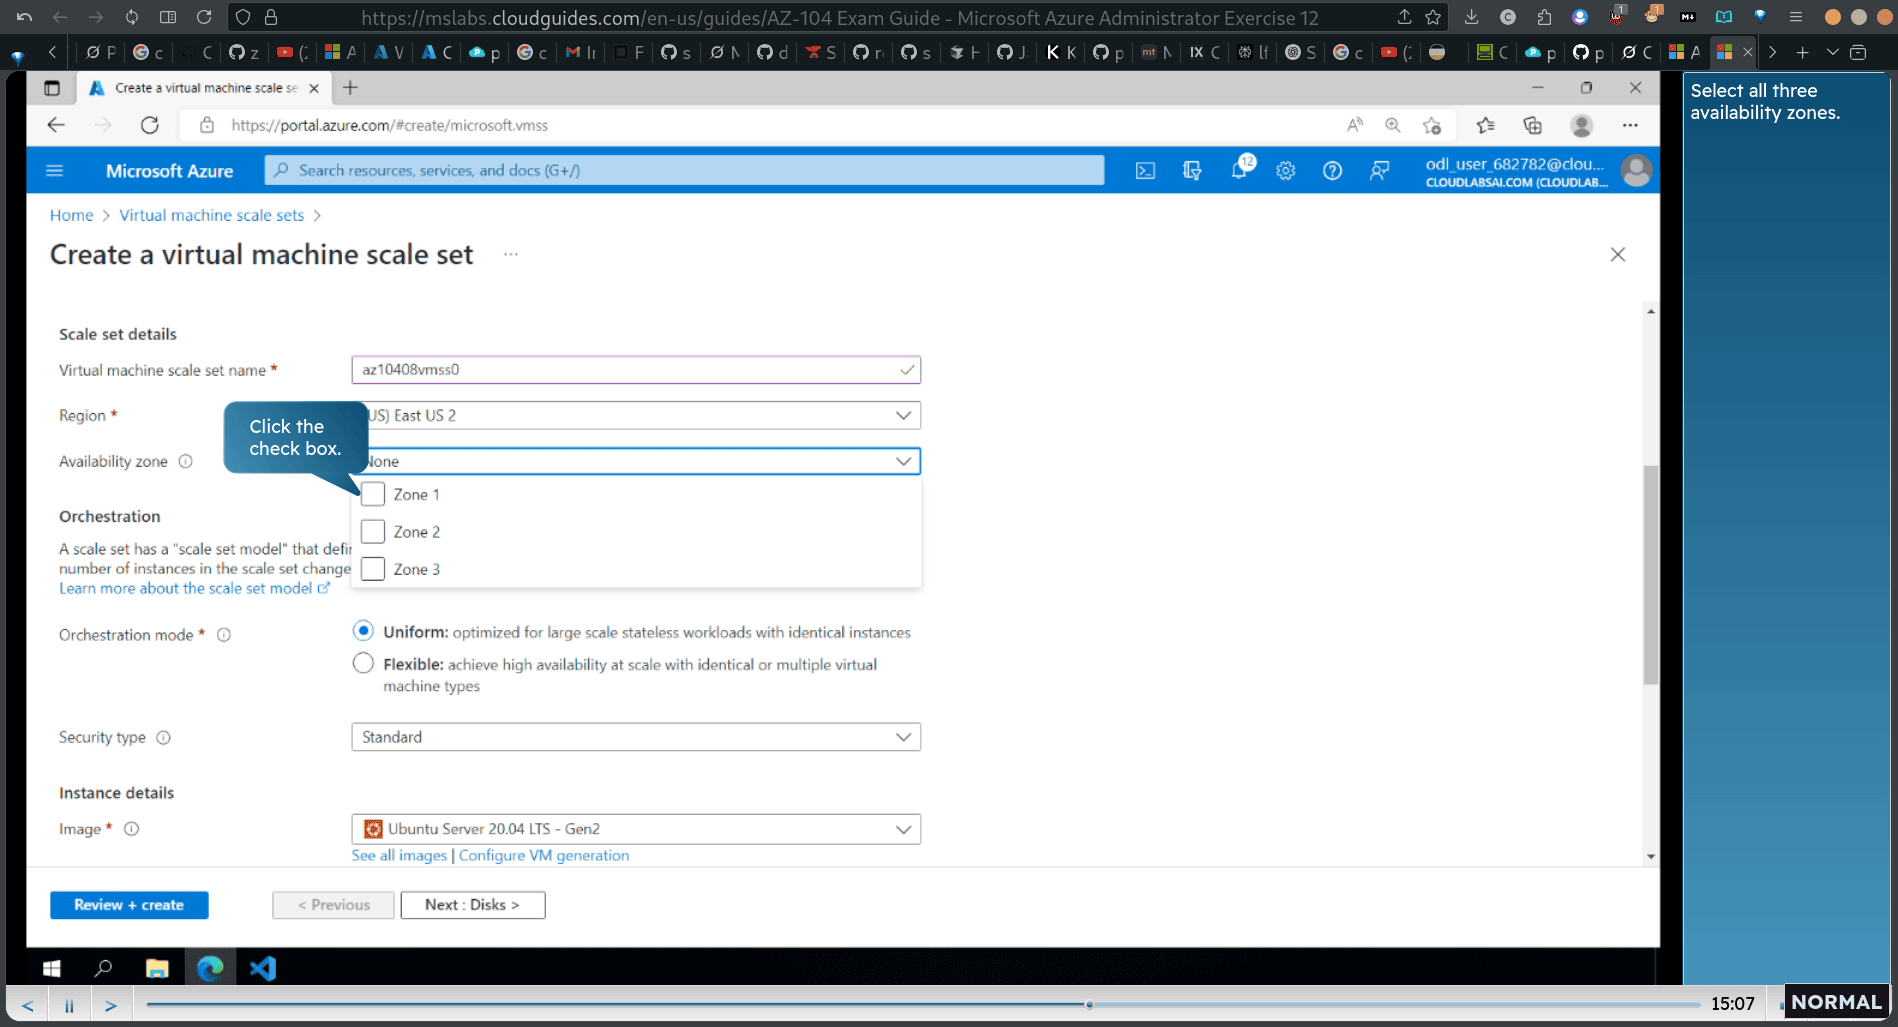 https://mslabs.cloudguides.com/en-us/guides/AZ-104 Exam Guide - Microsoft Azure Administrator Exercise 12
Select all three
availability zones.
Create a virtual machine scale se
https://portal.azure.com/#create/microsoft.vmss
Microsoft Azure
Search resources, services, and docs (G+/)
12
odl_user_682782@clou...
CLOUDLABSAI.COM (CLOUDLAB...
Home > Virtual machine scale sets >
Create a virtual machine scale set ...
Scale set details
Virtual machine scale set name *
az10408vmss0
Region *
US) East US 2
Click the
check box.
Availability zone
None
Zone 1
Zone 2
Zone 3
Orchestration
A scale set has a "scale set model" that defi
number of instances in the scale set change
Learn more about the scale set model
Orchestration mode *
Uniform: optimized for large scale stateless workloads with identical instances
Flexible: achieve high availability at scale with identical or multiple virtual
machine types
Security type
Standard
Instance details
Image *
Ubuntu Server 20.04 LTS - Gen2
See all images | Configure VM generation
Review + create
< Previous
Next : Disks >
15:07
NORMAL